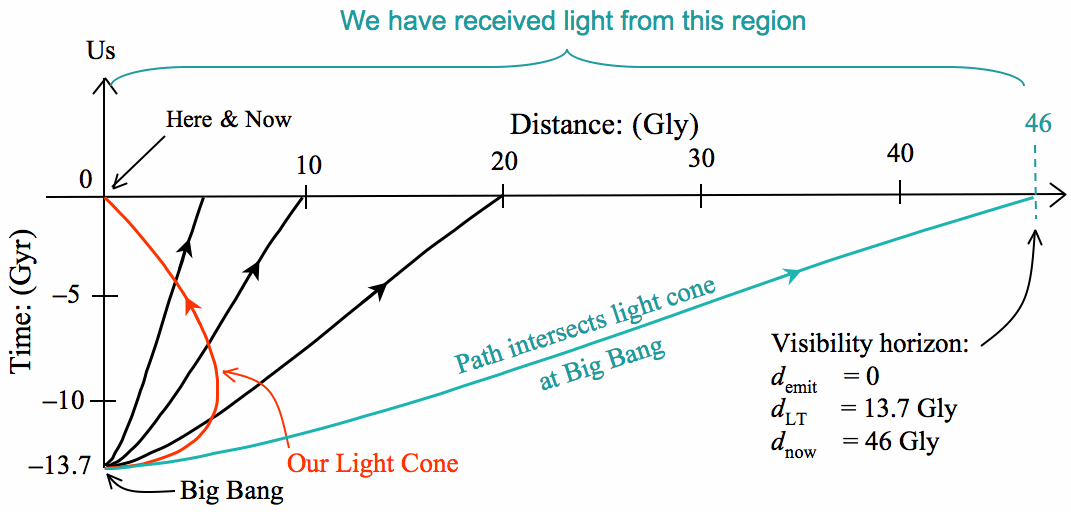 We have received light from this region
Us
Here & Now
Distance: (Gly)
46
0
10
20
30
40
Time: (Gyr)
–5
–10
–13.7
Path intersects light cone
at Big Bang
Visibility horizon:
d_emit = 0
d_LT = 13.7 Gly
d_now = 46 Gly
Our Light Cone
Big Bang